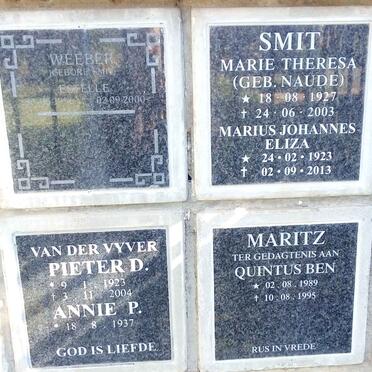 WEEBER
(GEBORE SMIT)
ESTELLE
02.09.2000
SMIT
MARIE THERESA
(GEB. NAUDE)
★ 18 · 08 · 1927
† 24 · 06 · 2003
MARIUS JOHANNES
ELIZA
★ 24 · 02 · 1923
† 02 · 09 · 2013
VAN DER VYVER
PIETER D.
★ 9 · 1 · 1923
† 3 · 11 · 2004
ANNIE P.
★ 18 · 8 · 1937
GOD IS LIEFDE
MARITZ
TER GEDAGTENIS AAN
QUINTUS BEN
★ 02 . 08 . 1989
† 10 . 08 . 1995
RUS IN VREDE